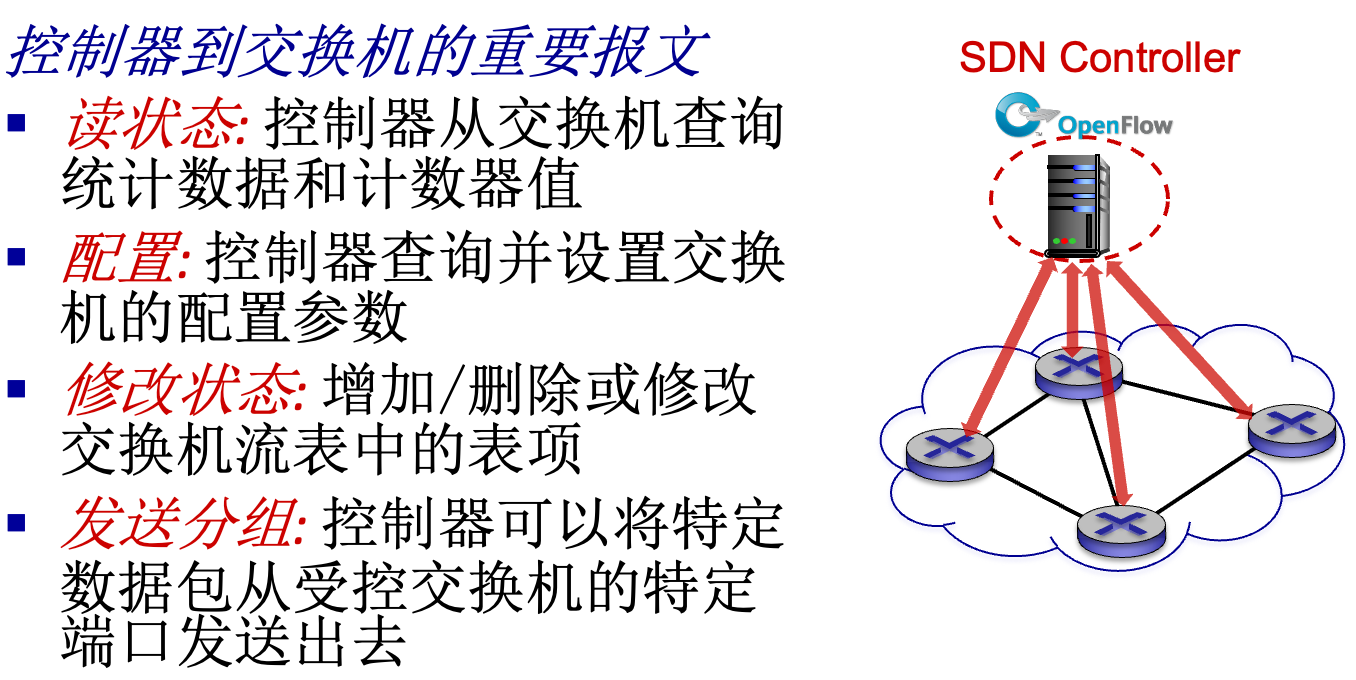 控制器到交换机的重要报文
读状态: 控制器从交换机查询
统计数据和计数器值
配置: 控制器查询并设置交换
机的配置参数
修改状态: 增加/删除或修改
交换机流表中的表项
发送分组: 控制器可以将特定
数据包从受控交换机的特定
端口发送出去
SDN Controller
OpenFlow
TM